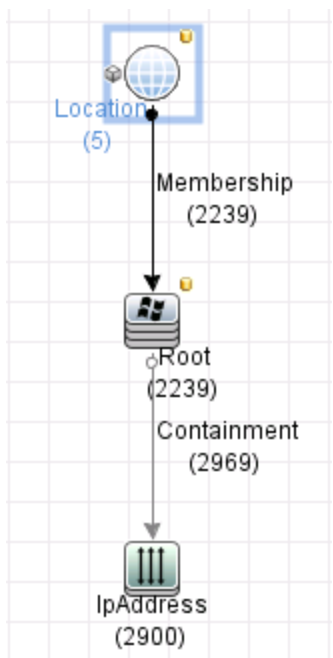 Location
(5)
Membership
(2239)
Root
(2239)
Containment
(2969)
IpAddress
(2900)